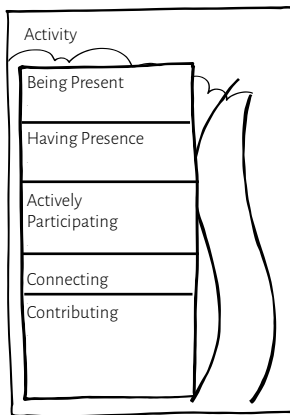 Activity
Being Present
Having Presence
Actively
Participating
Connecting
Contributing